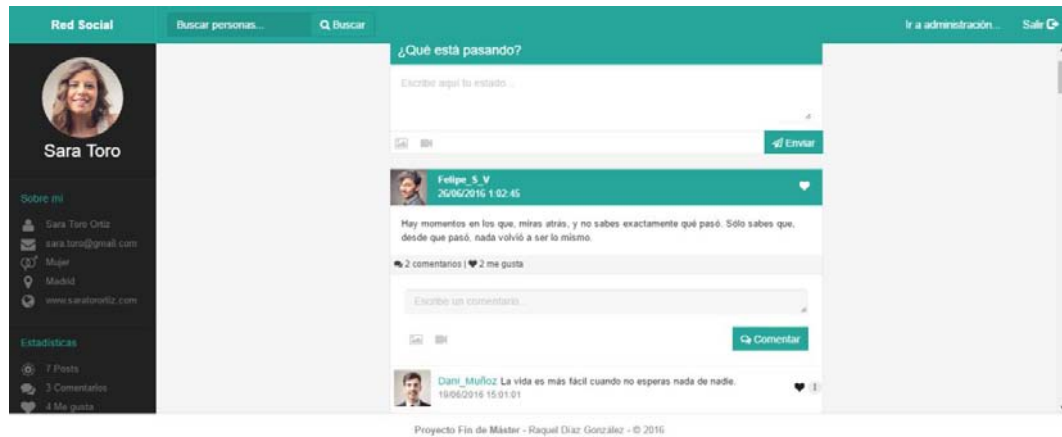 Red Social
Buscar personas...
Buscar
Ir a administración...
Salir
Sara Toro
Sobre mí
Sara Toro Ortiz
sara.toro@gmail.com
Mujer
Madrid
www.saratorortiz.com
Estadísticas
7 Posts
3 Comentarios
4 Me gusta
¿Qué está pasando?
Escribe aquí tu estado...
Enviar
Felipe_S_V
26/06/2016 1:02:45
Hay momentos en los que, miras atrás, y no sabes exactamente qué pasó. Sólo sabes que,
desde que pasó, nada volvió a ser lo mismo.
2 comentarios | 2 me gusta
Escribe un comentario...
Comentar
Dani_Muñoz La vida es más fácil cuando no esperas nada de nadie.
19/06/2016 15:01:01
1
Proyecto Fin de Máster - Raquel Díaz González - © 2016